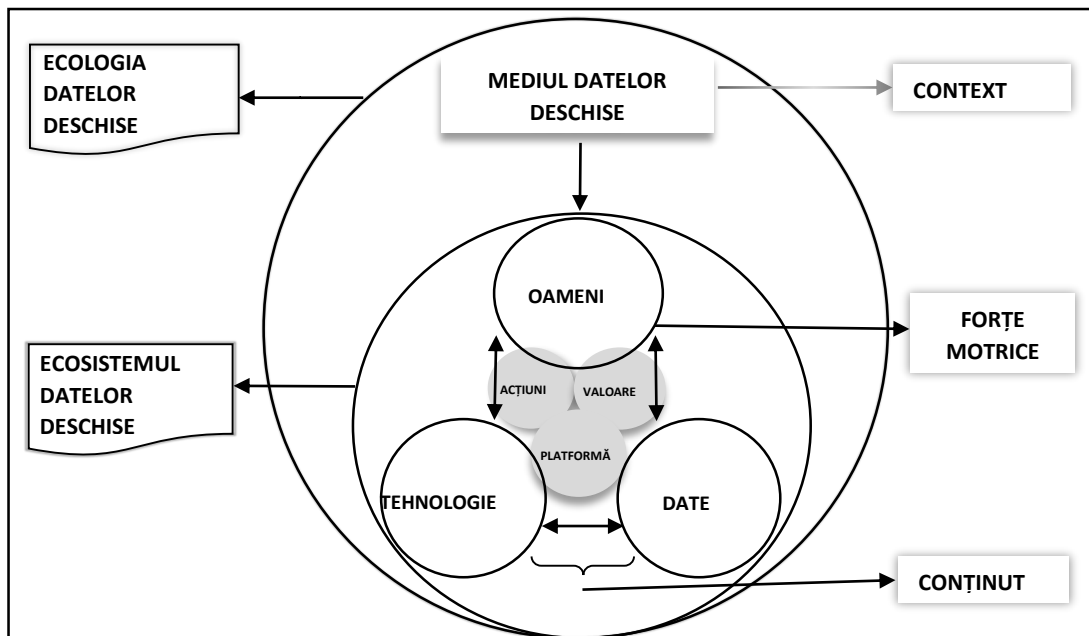 ECOLOGIA
DATELOR
DESCHISE
MEDIUL DATELOR
DESCHISE
CONTEXT
OAMENI
FORȚE
MOTRICE
ECOSISTEMUL
DATELOR
DESCHISE
ACȚIUNI
VALOARE
PLATFORMĂ
TEHNOLOGIE
DATE
CONȚINUT